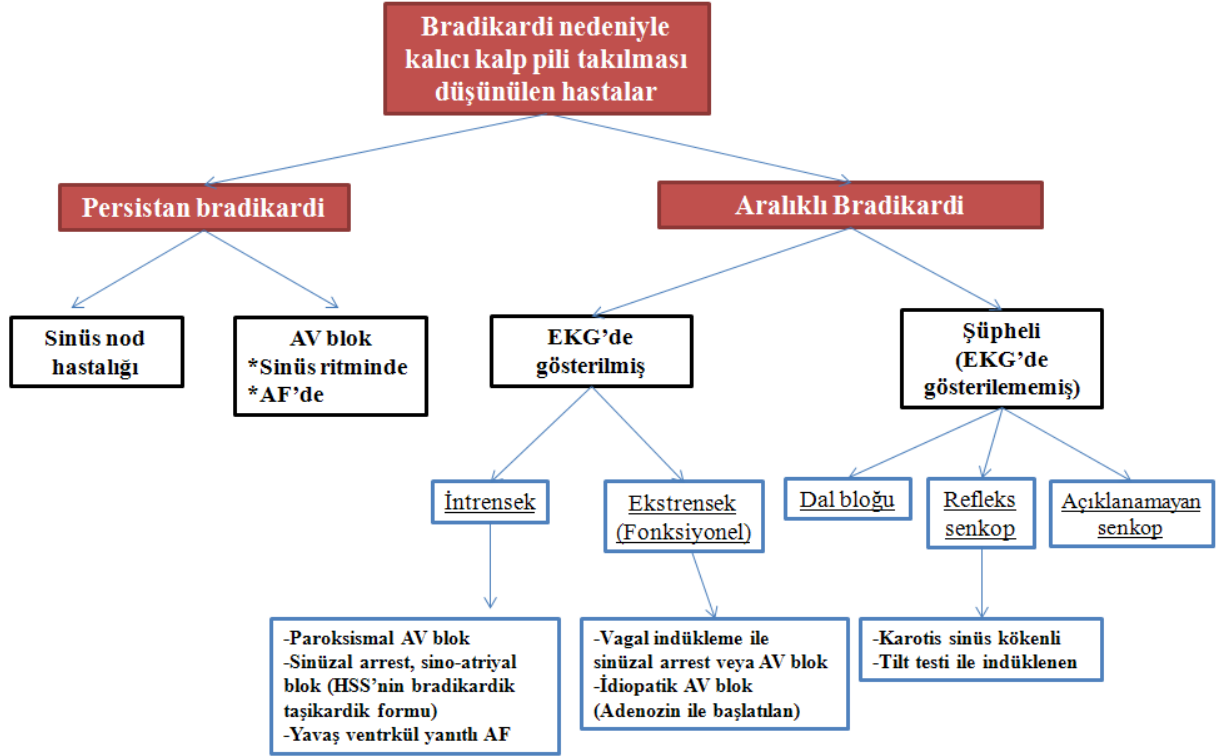 Bradikardi nedeniyle
kalıcı kalp pili takılması
düşünülen hastalar
Persistan bradikardi
Aralıklı Bradikardi
Sinüs nod
hastalığı
AV blok
*Sinüs ritminde
*AF’de
EKG’de
gösterilmiş
Şüpheli
(EKG’de
gösterilememiş)
İntrensek
Ekstrensek
(Fonksiyonel)
Dal bloğu
Refleks
senkop
Açıklanamayan
senkop
-Paroksismal AV blok
-Sinüzal arrest, sino-atriyal
blok (HSS’nin bradikardik
taşikardik formu)
-Yavaş ventrkül yanıtlı AF
-Vagal indükleme ile
sinüzal arrest veya AV blok
-İdiopatik AV blok
(Adenozin ile başlatılan)
-Karotis sinüs kökenli
-Tilt testi ile indüklenen